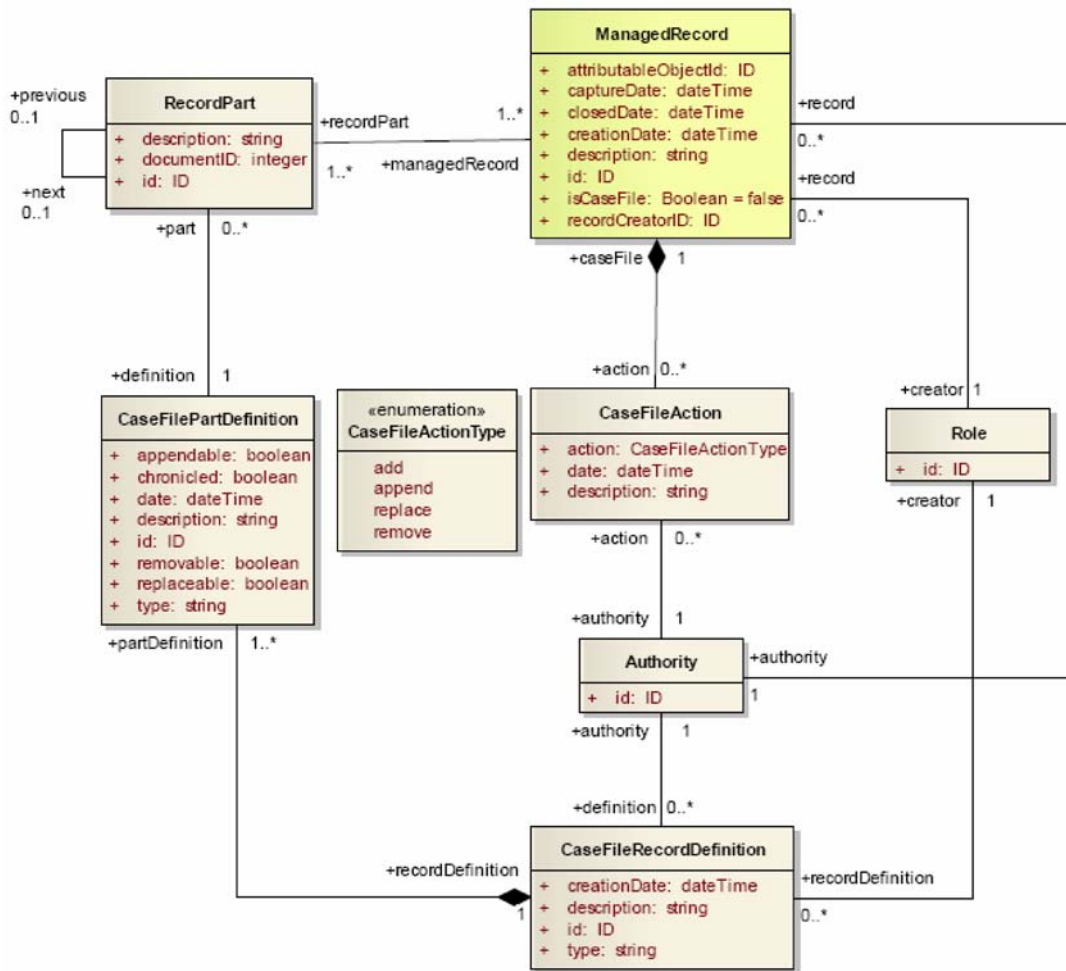 ManagedRecord
+ attributableObjectId: ID
+ captureDate: dateTime
+ closedDate: dateTime
+ creationDate: dateTime
+ description: string
+ id: ID
+ isCaseFile: Boolean = false
+ recordCreatorID: ID
+previous
0..1
+next
0..1
RecordPart
+ description: string
+ documentID: integer
+ id: ID
+recordPart
1..*
1..*
+managedRecord
+record
0..*
+record
0..*
+part
0..*
+caseFile
1
+definition
1
+action
0..*
+creator
1
CaseFilePartDefinition
+ appendable: boolean
+ chronicled: boolean
+ date: dateTime
+ description: string
+ id: ID
+ removable: boolean
+ replaceable: boolean
+ type: string
«enumeration»
CaseFileActionType
add
append
replace
remove
CaseFileAction
+ action: CaseFileActionType
+ date: dateTime
+ description: string
Role
+ id: ID
+creator
1
+action
0..*
+partDefinition
1..*
+authority
1
Authority
+ id: ID
+authority
1
+authority
1
+definition
0..*
+recordDefinition
1
CaseFileRecordDefinition
+ creationDate: dateTime
+ description: string
+ id: ID
+ type: string
+recordDefinition
0..*